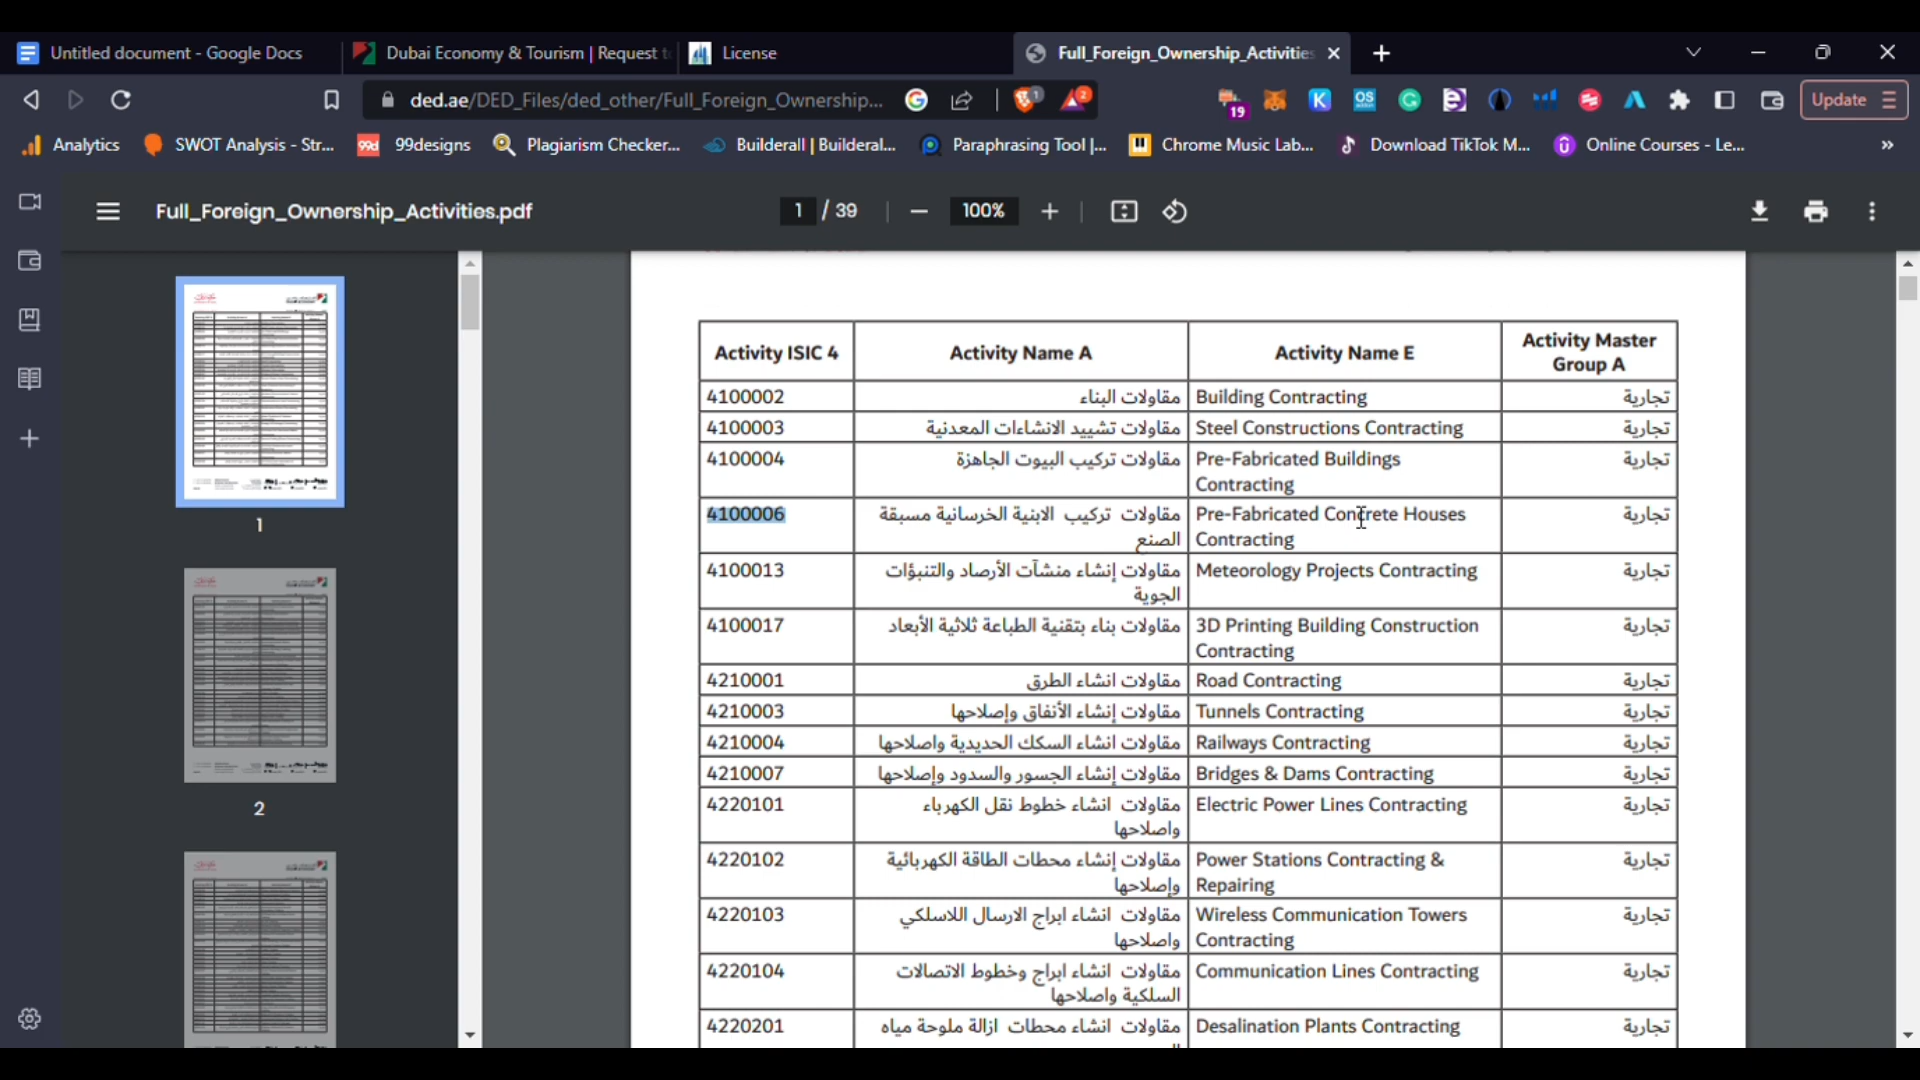 Untitled document - Google Docs
Dubai Economy & Tourism | Request t
License
Full_Foreign_Ownership_Activities
ded.ae/DED_Files/ded_other/Full_Foreign_Ownership...
1
2
19
OS
K
Update
Analytics
SWOT Analysis - Str...
99d
99designs
Plagiarism Checker...
Builderall | Builderal...
Paraphrasing Tool |...
Chrome Music Lab...
Download TikTok M...
Online Courses - Le...
Full_Foreign_Ownership_Activities.pdf
1 / 39
100%
1
2
Activity ISIC 4
Activity Name A
Activity Name E
Activity Master
Group A
4100002
مقاولات البناء
Building Contracting
تجارية
4100003
مقاولات تشييد الانشاءات المعدنية
Steel Constructions Contracting
تجارية
4100004
مقاولات تركيب البيوت الجاهزة
Pre-Fabricated Buildings
Contracting
تجارية
4100006
مقاولات تركيب الابنية الخرسانية مسبقة
الصنع
Pre-Fabricated Concrete Houses
Contracting
تجارية
4100013
مقاولات إنشاء منشآت الأرصاد والتنبؤات
الجوية
Meteorology Projects Contracting
تجارية
4100017
مقاولات بناء بتقنية الطباعة ثلاثية الأبعاد
3D Printing Building Construction
Contracting
تجارية
4210001
مقاولات انشاء الطرق
Road Contracting
تجارية
4210003
مقاولات إنشاء الأنفاق وإصلاحها
Tunnels Contracting
تجارية
4210004
مقاولات انشاء السكك الحديدية واصلاحها
Railways Contracting
تجارية
4210007
مقاولات إنشاء الجسور والسدود وإصلاحها
Bridges & Dams Contracting
تجارية
4220101
مقاولات انشاء خطوط نقل الكهرباء
واصلاحها
Electric Power Lines Contracting
تجارية
4220102
مقاولات إنشاء محطات الطاقة الكهربائية
وإصلاحها
Power Stations Contracting &
Repairing
تجارية
4220103
مقاولات انشاء ابراج الارسال اللاسلكي
واصلاحها
Wireless Communication Towers
Contracting
تجارية
4220104
مقاولات انشاء ابراج وخطوط الاتصالات
السلكية واصلاحها
Communication Lines Contracting
تجارية
4220201
مقاولات انشاء محطات ازالة ملوحة مياه
Desalination Plants Contracting
تجارية